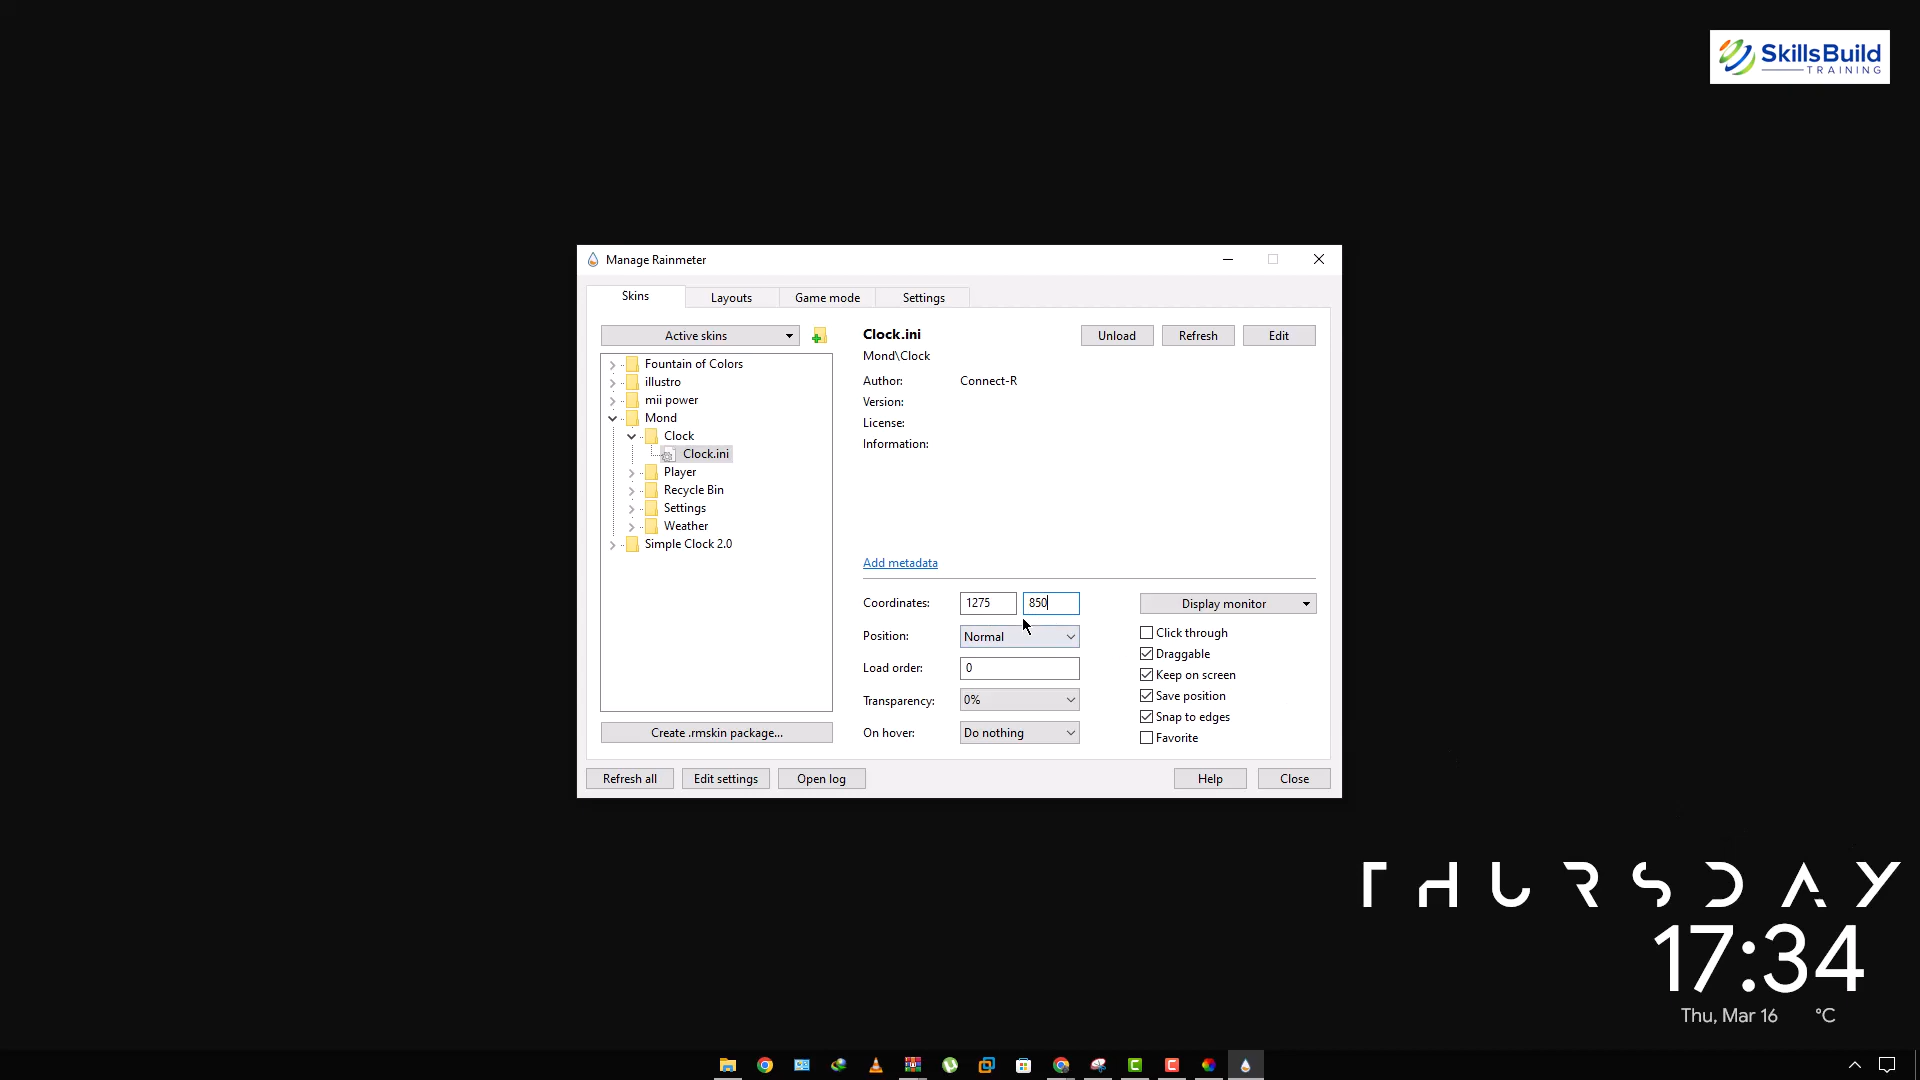 SkillsBuild
TRAINING
Manage Rainmeter
Skins
Layouts
Game mode
Settings
Active skins
Fountain of Colors
illustro
mii power
Mond
Clock
Clock.ini
Player
Recycle Bin
Settings
Weather
Simple Clock 2.0
Create .rmskin package...
Clock.ini
Unload
Refresh
Edit
Mond\Clock
Author: Connect-R
Version:
License:
Information:
Add metadata
Coordinates: 1275 850
Position: Normal
Load order: 0
Transparency: 0%
On hover: Do nothing
Display monitor
Click through
Draggable
Keep on screen
Save position
Snap to edges
Favorite
Refresh all
Edit settings
Open log
Help
Close
THURSDAY
17:34
Thu, Mar 16 °C